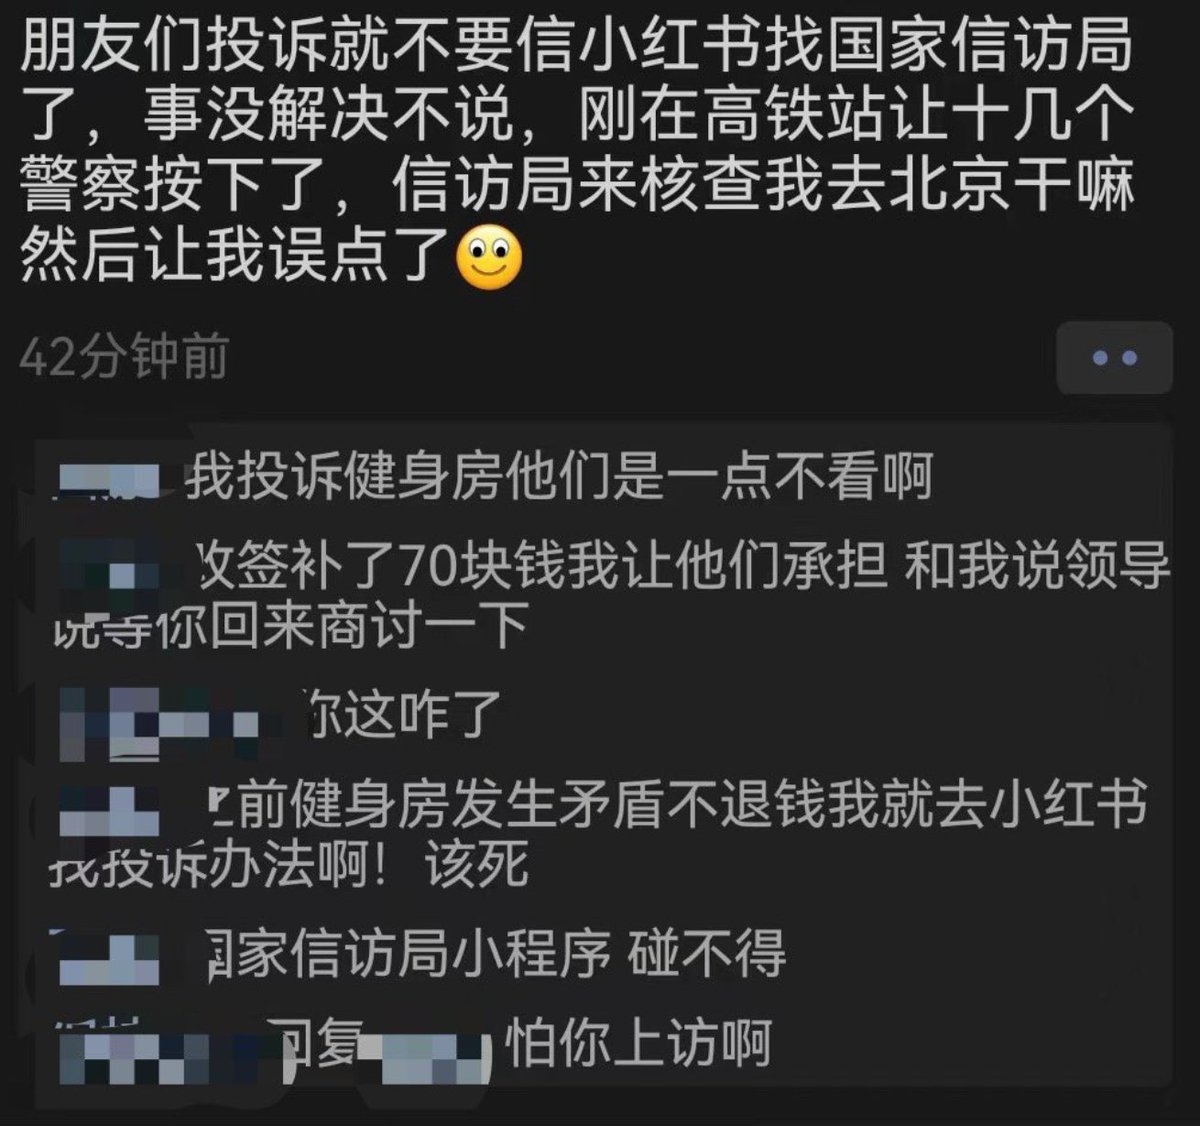 朋友们投诉就不要信小红书找国家信访局
了，事没解决不说，刚在高铁站让十几个
警察按下了，信访局来核查我去北京干嘛
然后让我误点了
42分钟前
我投诉健身房他们是一点不看啊
改签补了70块钱我让他们承担 和我说领导
说等你回来商讨一下
你这咋了
之前健身房发生矛盾不退钱我就去小红书
找投诉办法啊！该死
国家信访局小程序 碰不得
回复 怕你上访啊